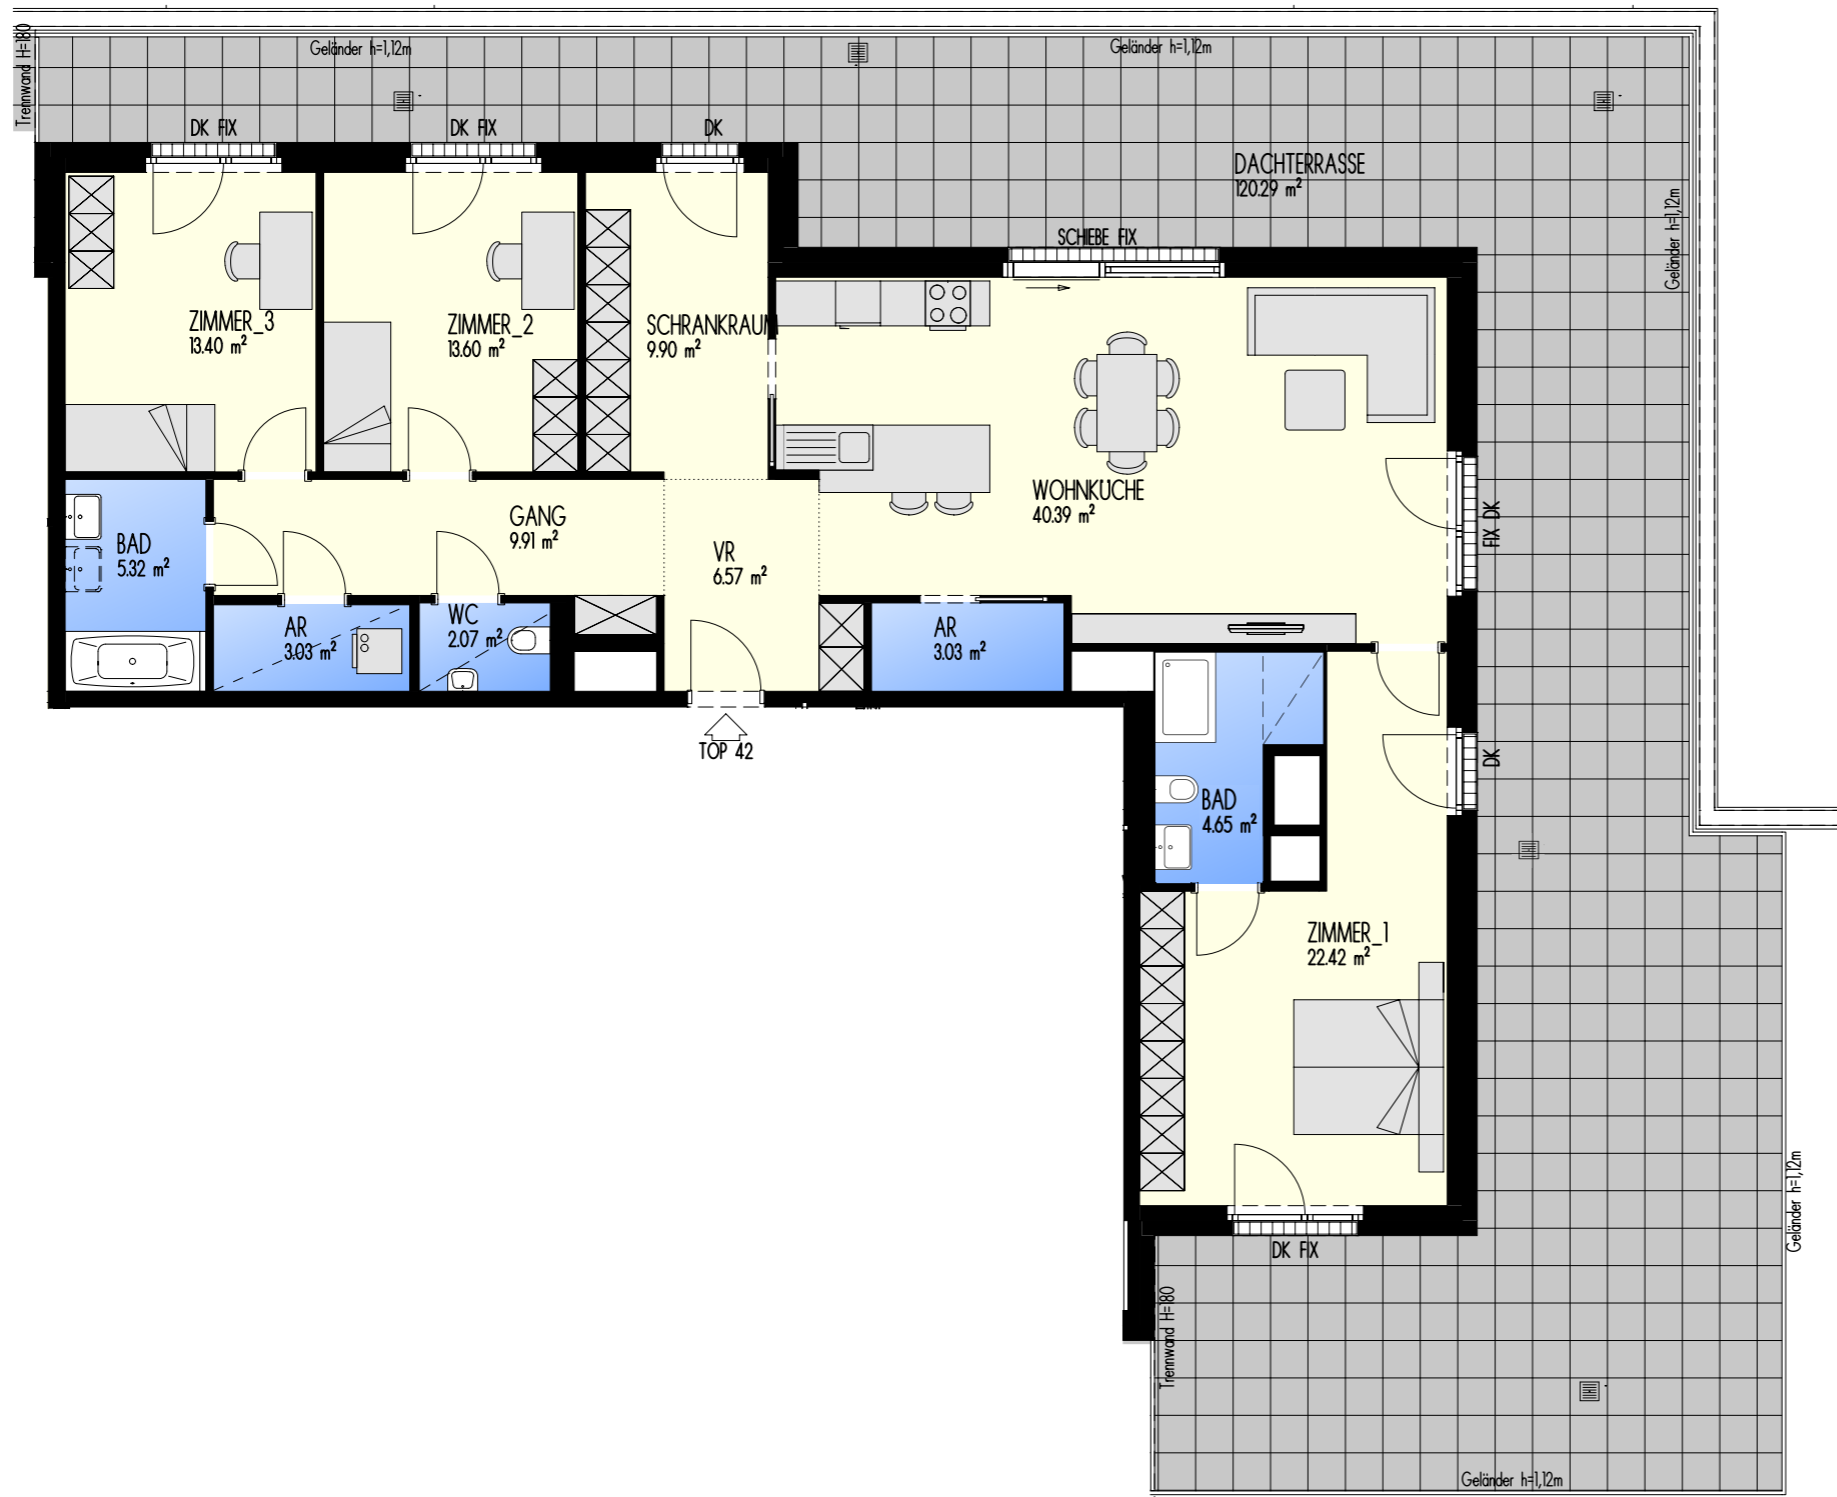 Trennwand H=180
Geländer h=1,12m
Geländer h=1,12m
DK FIX
DK FIX
DK
DACHTERRASSE
120.29 m²
Geländer h=1,12m
SCHIEBE FIX
ZIMMER_3
13.40 m²
ZIMMER_2
13.60 m²
SCHRANKRAUM
9.90 m²
WOHNKÜCHE
40.39 m²
FIX DK
GANG
9.91 m²
BAD
5.32 m²
VR
6.57 m²
AR
3.03 m²
WC
2.07 m²
AR
3.03 m²
TOP 42
DK
BAD
4.65 m²
ZIMMER_1
22.42 m²
DK FIX
Geländer h=1,12m
Trennwand H=180
Geländer h=1,12m